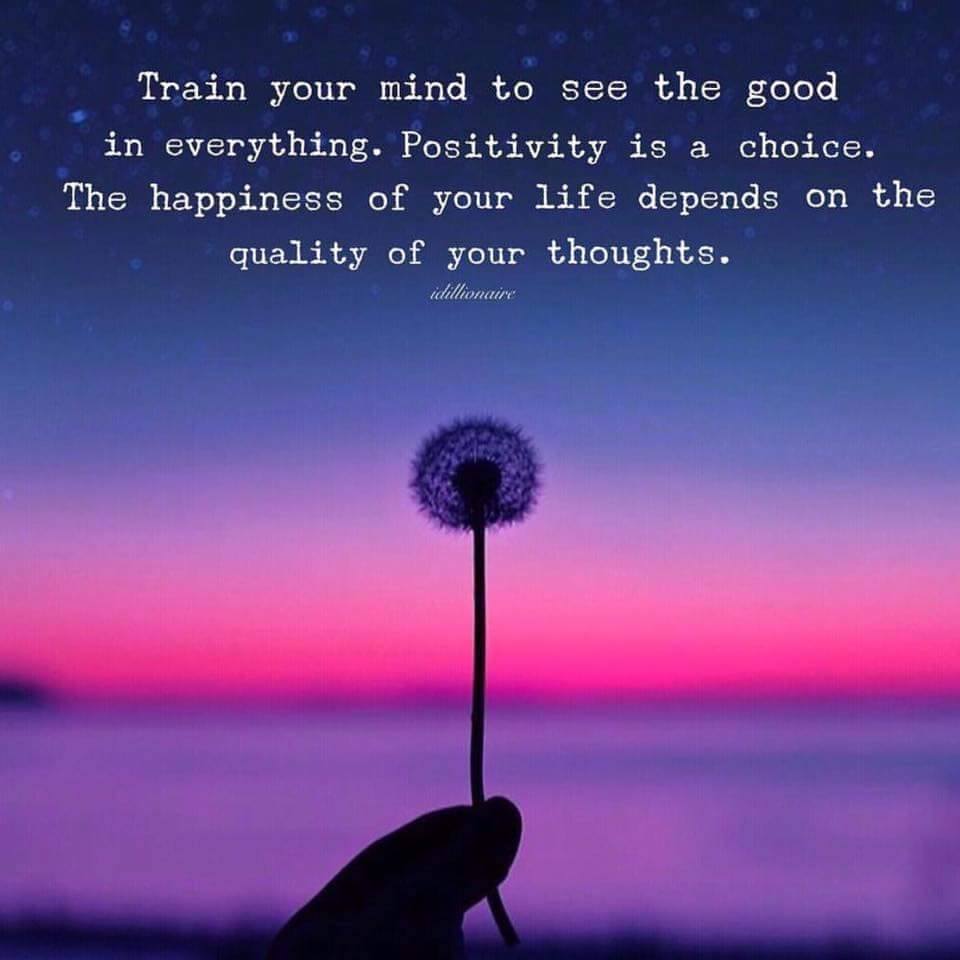 Train your mind to see the good
in everything. Positivity is a choice.
The happiness of your life depends on the
quality of your thoughts.
idillionaire